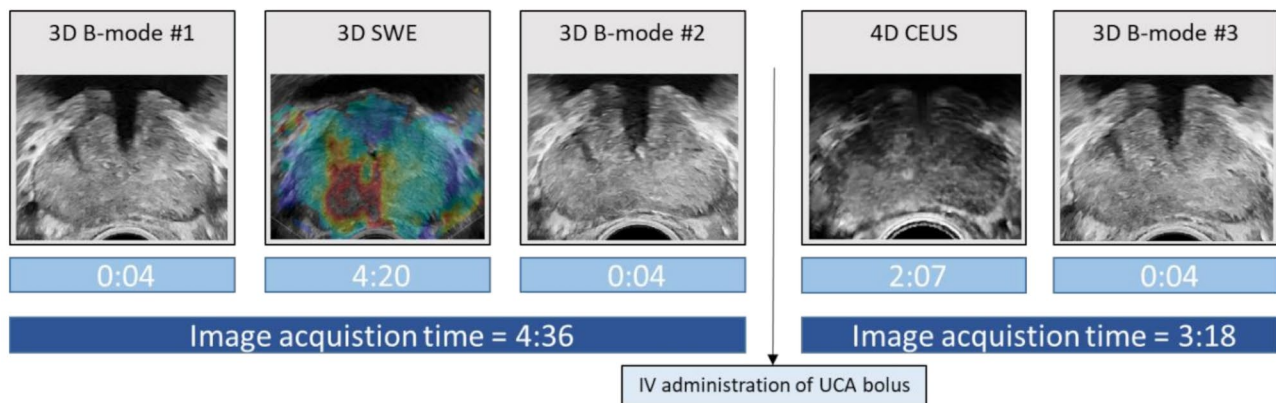 3D B-mode #1
3D SWE
3D B-mode #2
4D CEUS
3D B-mode #3
0:04
4:20
0:04
2:07
0:04
Image acquistion time = 4:36
Image acquistion time = 3:18
IV administration of UCA bolus